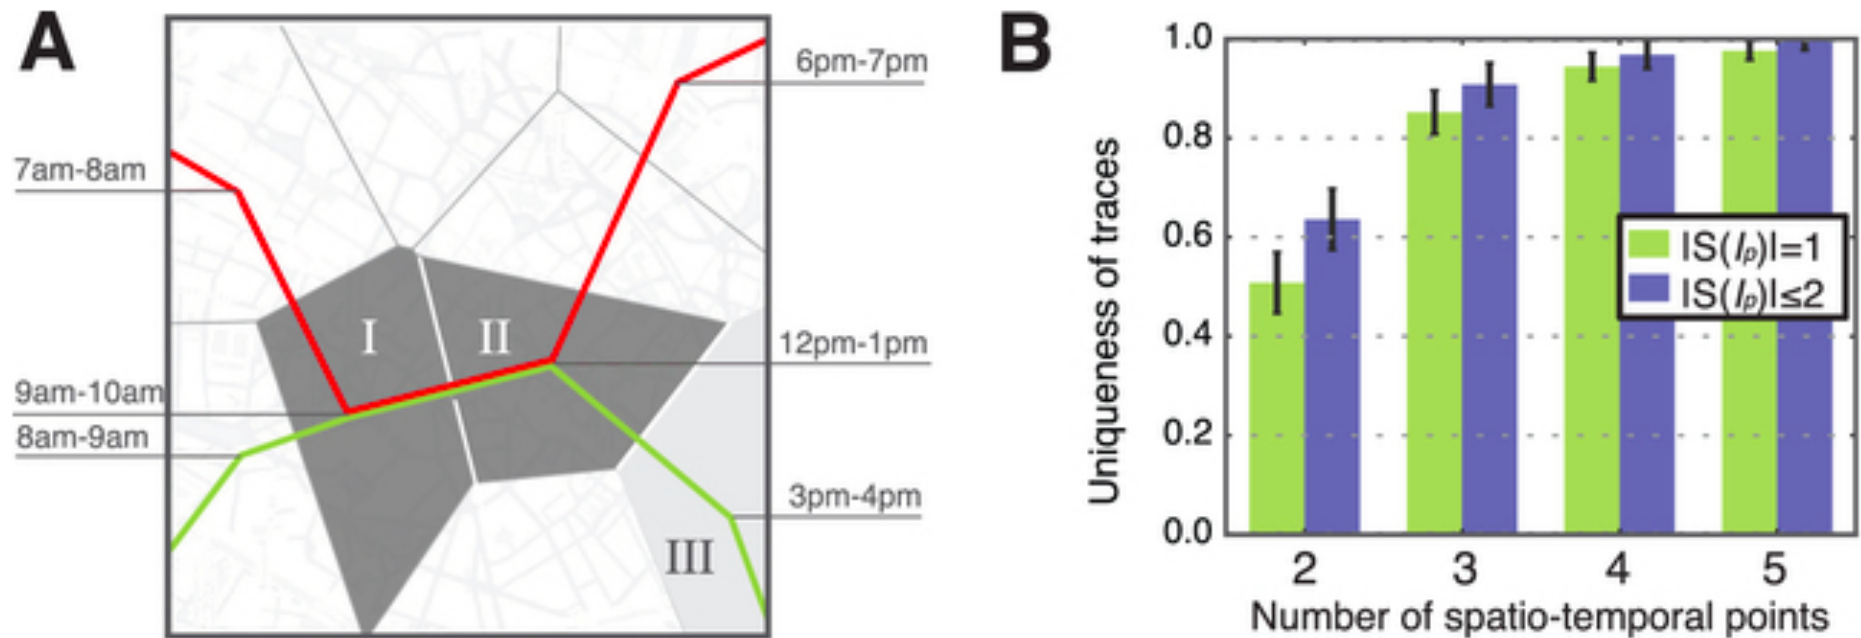 A
6pm-7pm
7am-8am
I
II
12pm-1pm
9am-10am
8am-9am
3pm-4pm
III
B
1.0
0.8
0.6
0.4
0.2
0.0
Uniqueness of traces
|S(Ip)|=1
|S(Ip)|≤2
2 3 4 5
Number of spatio-temporal points